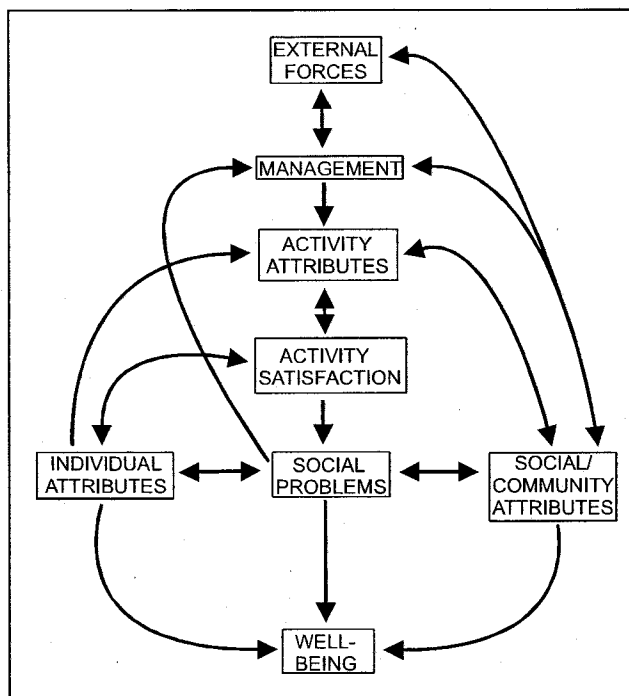 EXTERNAL
FORCES
MANAGEMENT
ACTIVITY
ATTRIBUTES
ACTIVITY
SATISFACTION
INDIVIDUAL
ATTRIBUTES
SOCIAL
PROBLEMS
SOCIAL/
COMMUNITY
ATTRIBUTES
WELL-
BEING